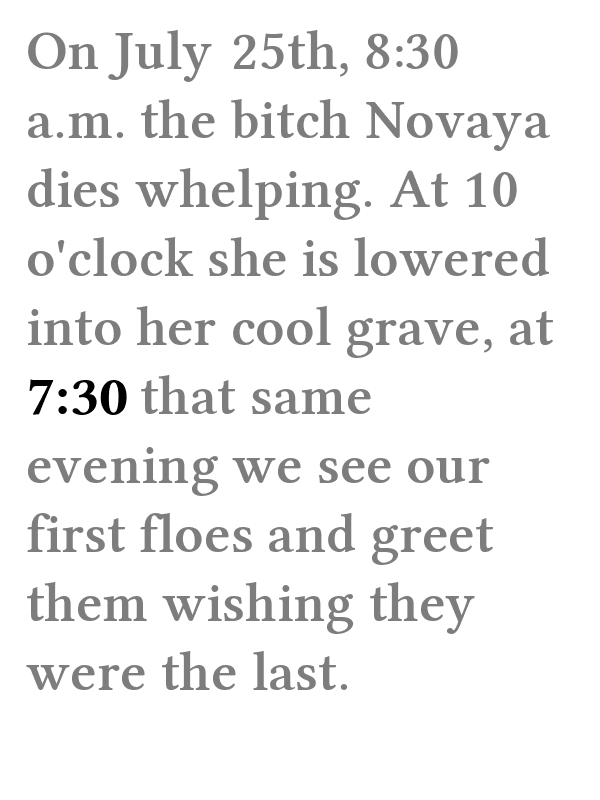 On July 25th, 8:30
a.m. the bitch Novaya
dies whelping. At 10
o'clock she is lowered
into her cool grave, at
7:30 that same
evening we see our
first floes and greet
them wishing they
were the last.